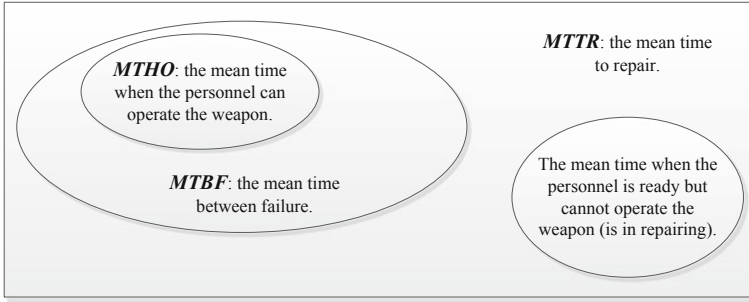 MTHO: the mean time
when the personnel can
operate the weapon.
MTBF: the mean time
between failure.
MTTR: the mean time
to repair.
The mean time when the
personnel is ready but
cannot operate the
weapon (is in repairing).